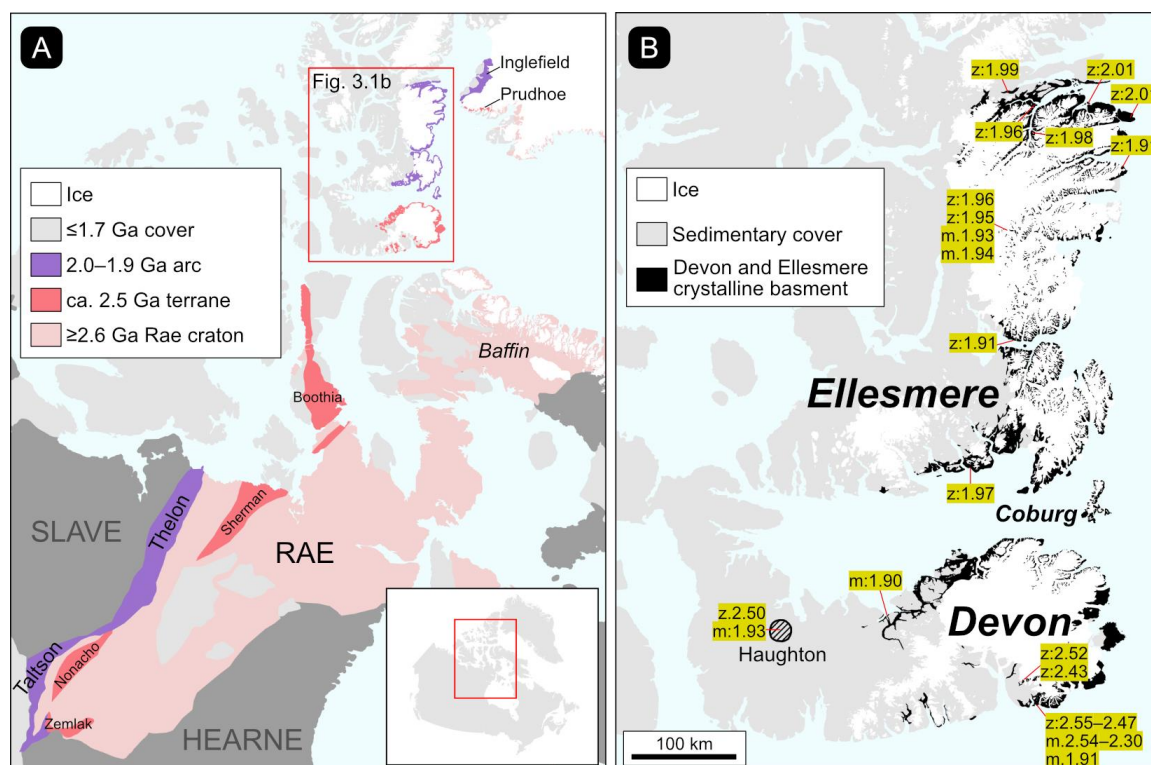 A
Fig. 3.1b
Inglefield
Prudhoe
Ice
≤1.7 Ga cover
2.0–1.9 Ga arc
ca. 2.5 Ga terrane
≥2.6 Ga Rae craton
Baffin
Boothia
SLAVE
Thelon
Sherman
RAE
Taltson
Nonacho
Zemlak
HEARNE
B
z:1.99
z:2.01
z:2.0
z:1.96
z:1.98
z:1.91
Ice
Sedimentary cover
Devon and Ellesmere
crystalline basment
z:1.96
z:1.95
m.1.93
m.1.94
z:1.91
Ellesmere
z:1.97
Coburg
m:1.90
z.2.50
m:1.93
Haughton
Devon
z:2.52
z:2.43
z:2.55–2.47
m.2.54–2.30
m.1.91
100 km